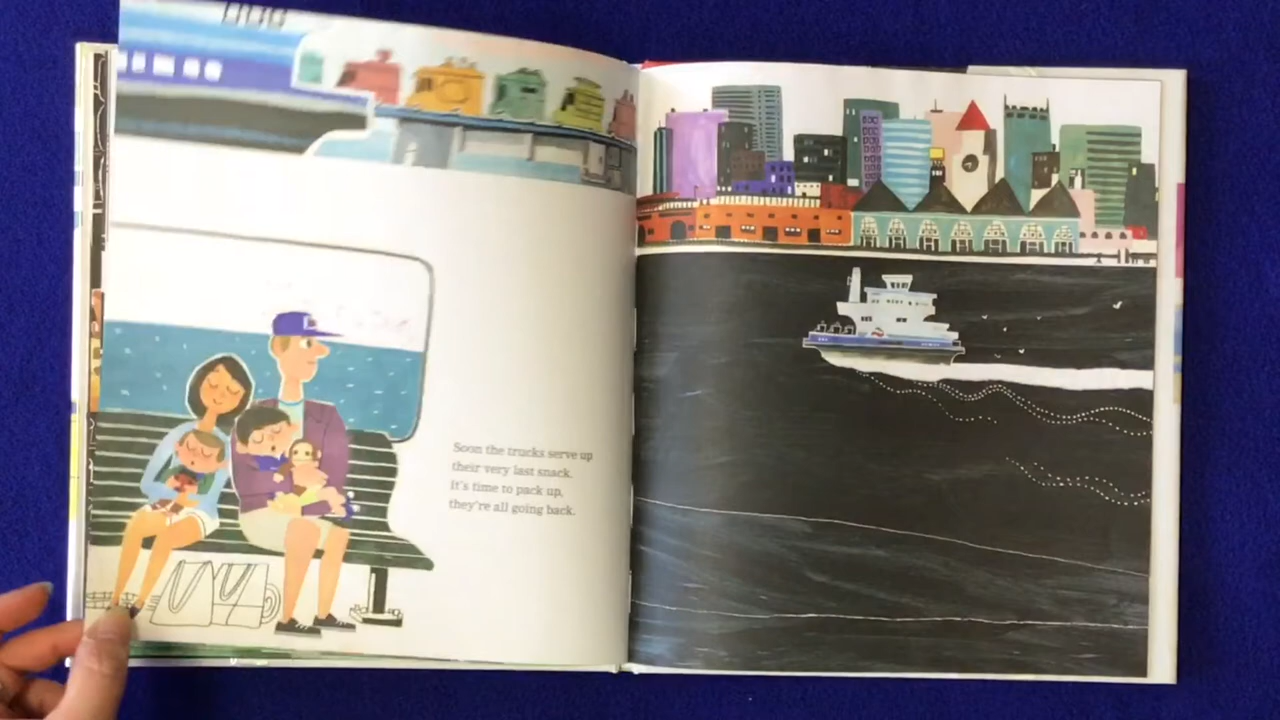 Soon the trucks serve up
their very last snack.
It's time to pack up,
they're all going back.